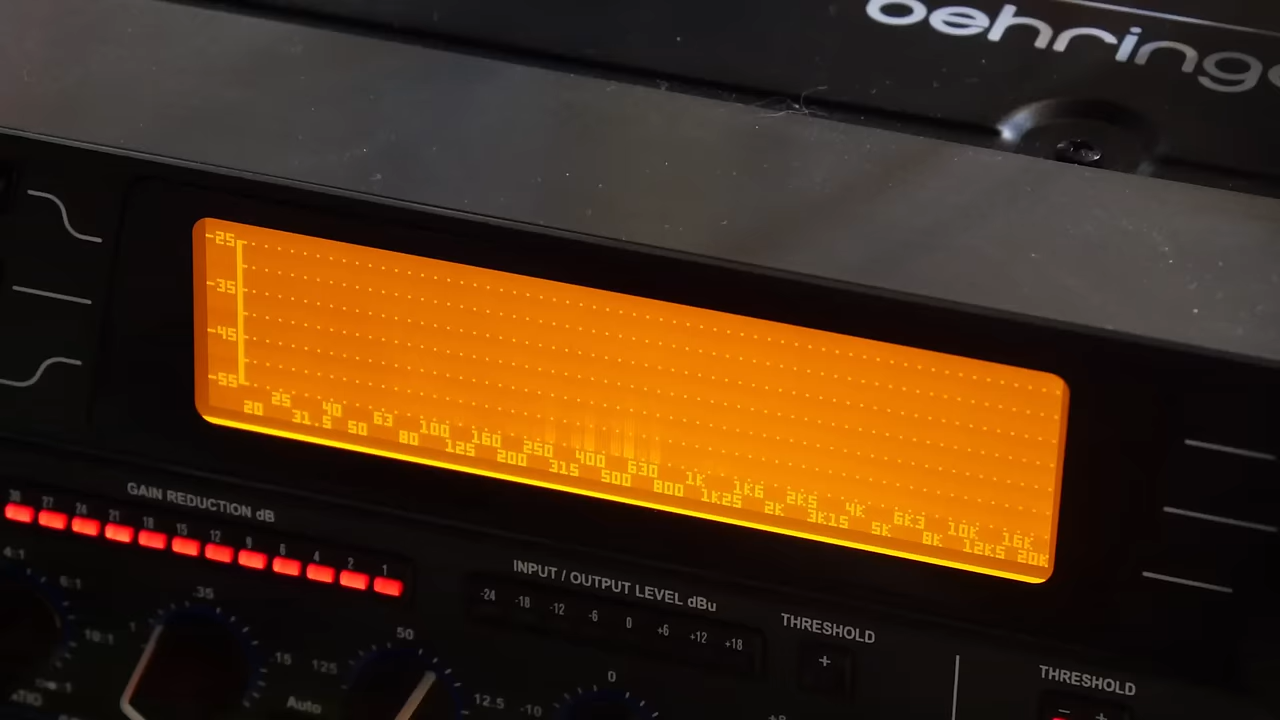 behring
-25
-35
-45
-55
25 40 63 100 160 250 400 630 1K 1K6 2K5 4K 6K3 10K 16K
20 31.5 50 80 125 200 315 500 800 1K25 2K 3K15 5K 8K 12K5 20K
GAIN REDUCTION dB
30 27 24 21 18 15 12 9 6 4 2 1
INPUT / OUTPUT LEVEL dBu
-24 -18 -12 -6 0 +6 +12 +18
THRESHOLD
+
THRESHOLD
- +
4:1 6:1 10:1 ∞:1
1 .35 15
125 50 12.5
Auto
-10 0